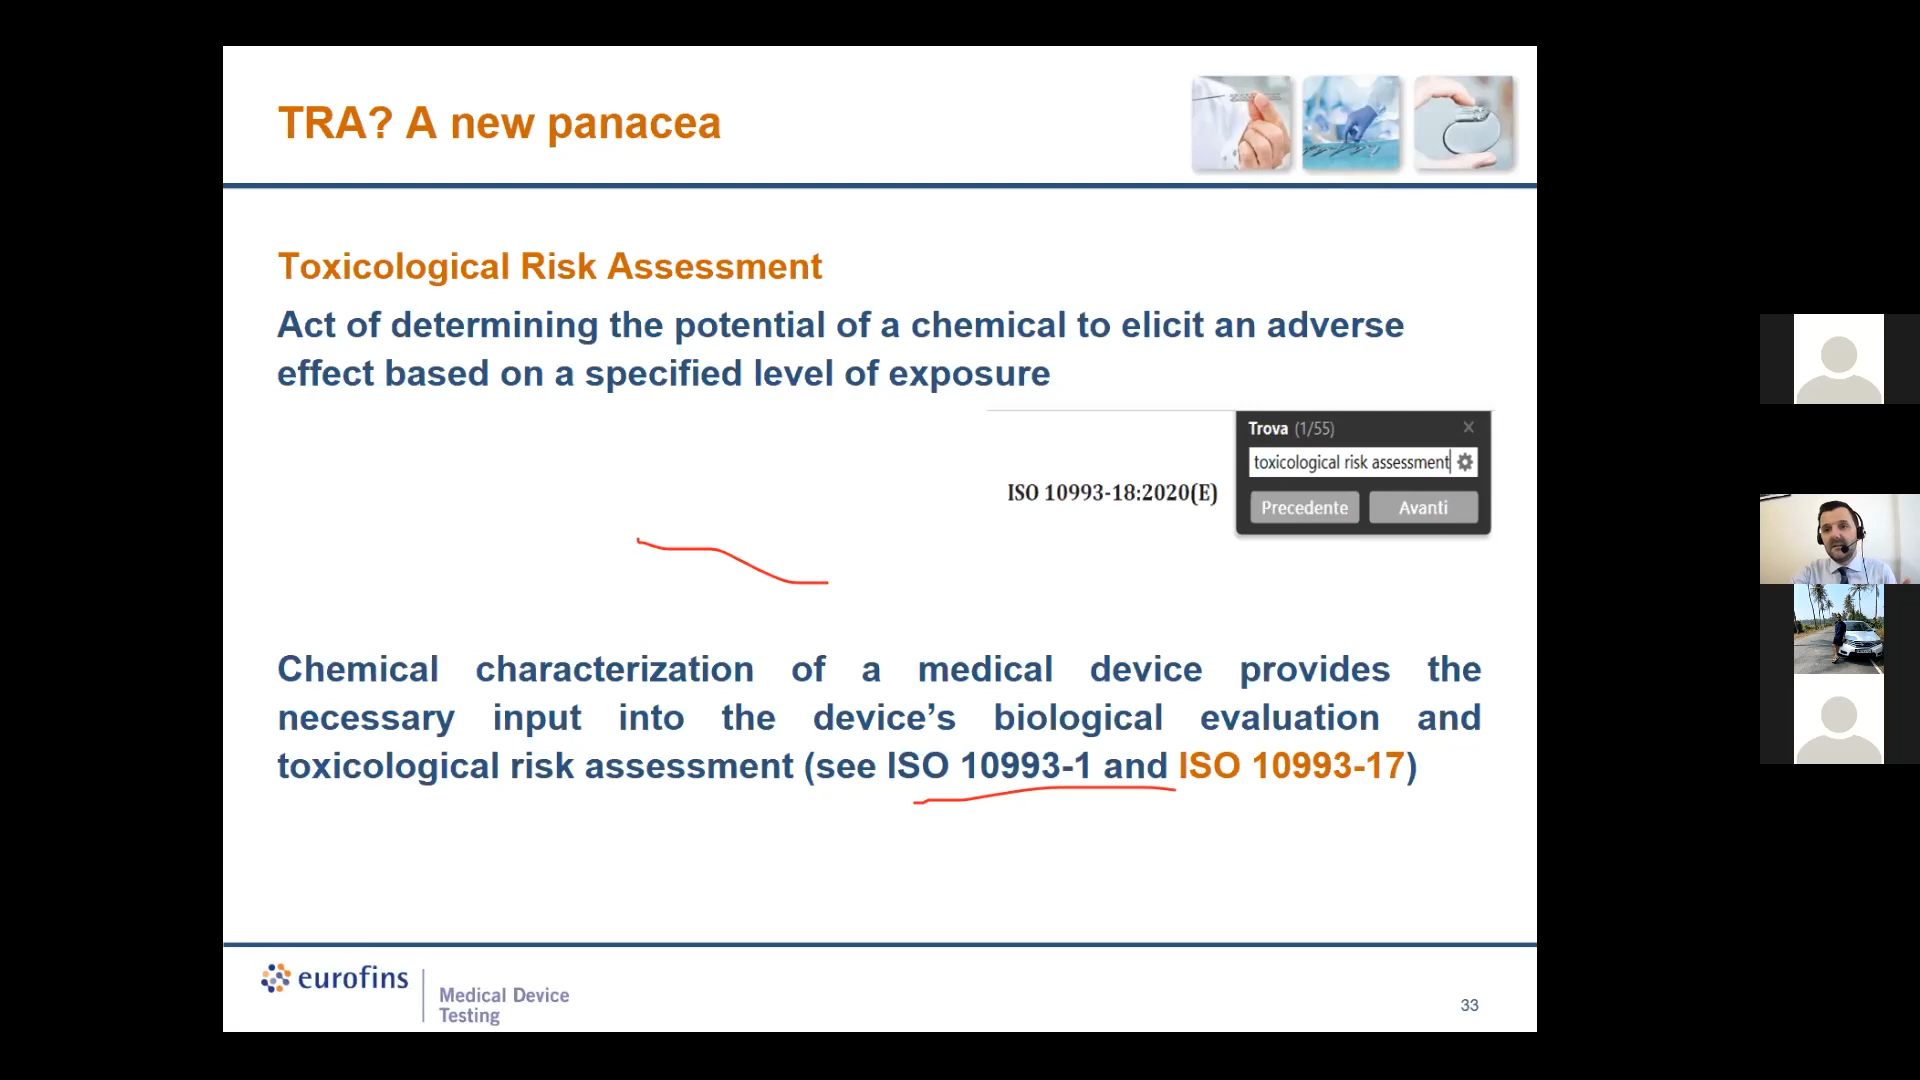 TRA? A new panacea
Toxicological Risk Assessment
Act of determining the potential of a chemical to elicit an adverse
effect based on a specified level of exposure
Trova (1/55)
toxicological risk assessment
ISO 10993-18:2020(E)
Precedente Avanti
Chemical characterization of a medical device provides the
necessary input into the device’s biological evaluation and
toxicological risk assessment (see ISO 10993-1 and ISO 10993-17)
eurofins
Medical Device
Testing
33